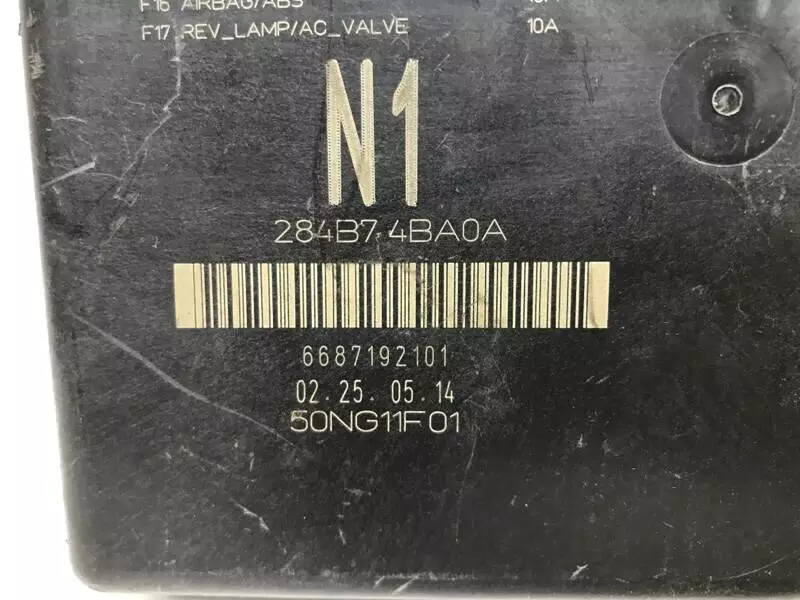 F16 AIRBAG/ABS
F17 REV_LAMP/AC_VALVE 10A
N1
284B7 4BA0A
6687192101
02. 25. 05. 14
50NG11F01